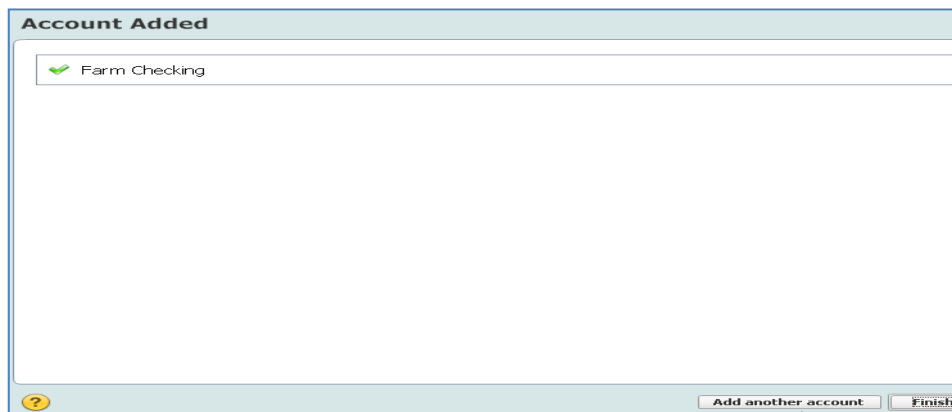 Account Added
Farm Checking
?
Add another account
Finish